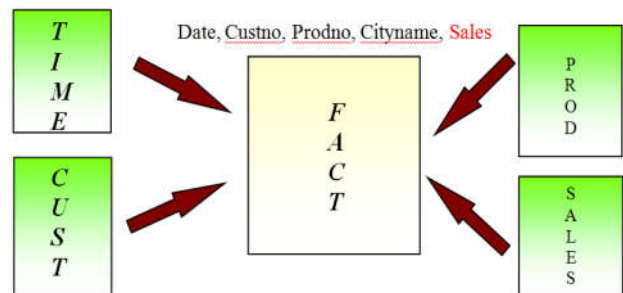 Date, Custno, Prodno, Cityname, Sales
T
I
M
E
F
A
C
T
P
R
O
D
C
U
S
T
S
A
L
E
S